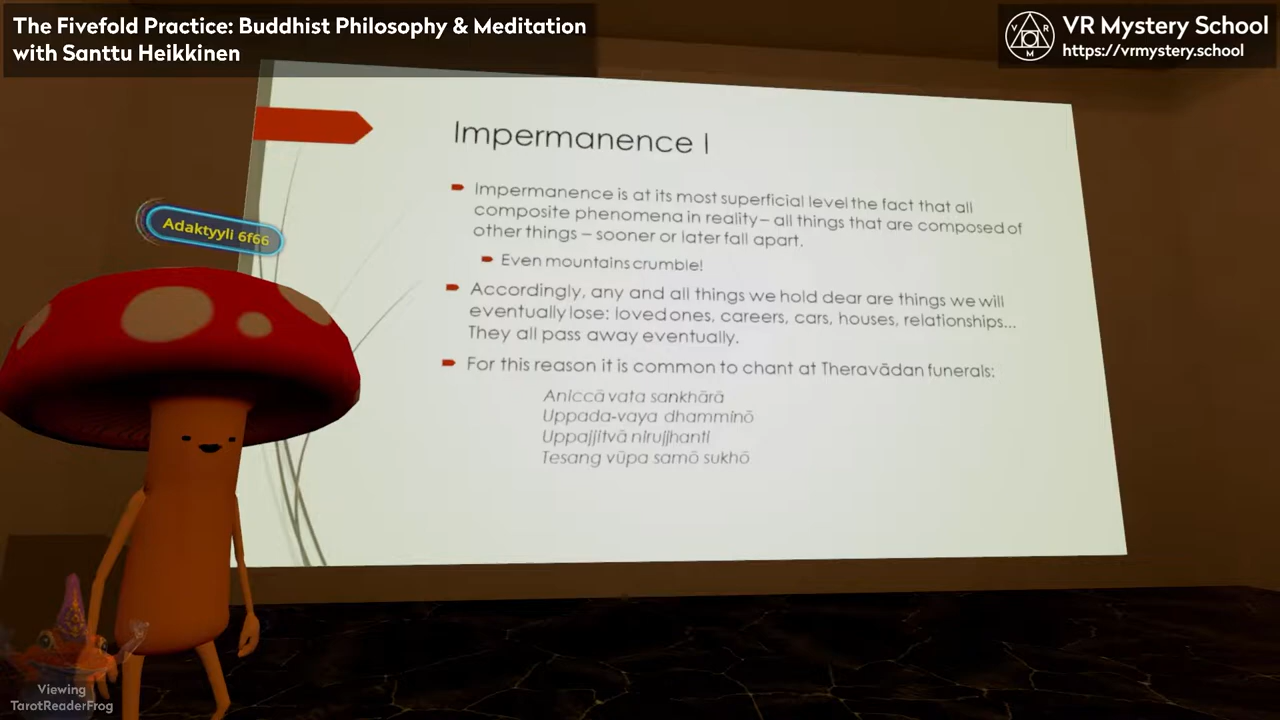 The Fivefold Practice: Buddhist Philosophy & Meditation
with Santtu Heikkinen
VR Mystery School
https://vrmystery.school
V R
M
Impermanence I
Impermanence is at its most superficial level the fact that all
composite phenomena in reality – all things that are composed of
other things – sooner or later fall apart.
Even mountains crumble!
Accordingly, any and all things we hold dear are things we will
eventually lose: loved ones, careers, cars, houses, relationships...
They all pass away eventually.
For this reason it is common to chant at Theravādan funerals:
Aniccā vata sankhārā
Uppada-vaya dhamminō
Uppajjitvā nirujjhanti
Tesang vūpa samō sukhō
Adaktyyli 6f66
Viewing
TarotReaderFrog